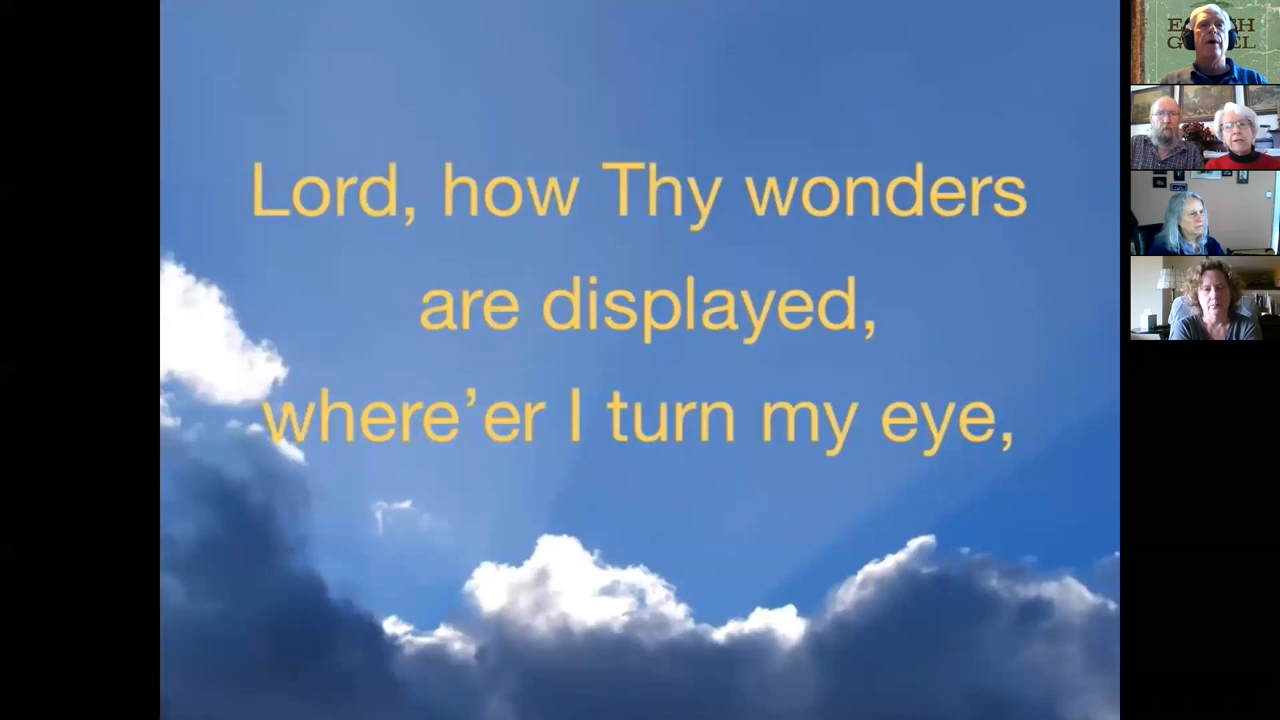 Lord, how Thy wonders
are displayed,
where’er I turn my eye,